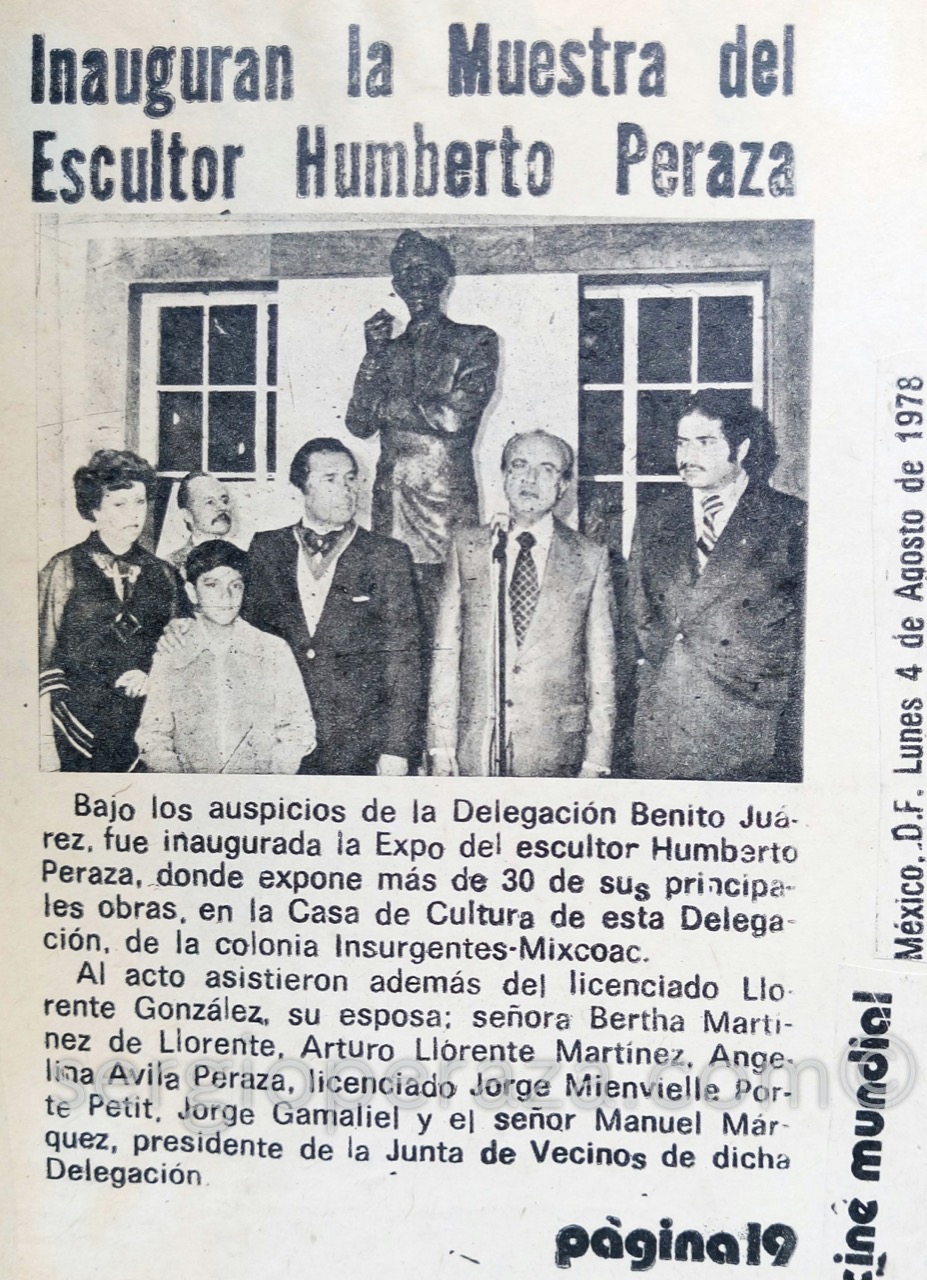 Inauguran la Muestra del
Escultor Humberto Peraza
Bajo los auspicios de la Delegación Benito Juá-
rez, fue inaugurada la Expo del escultor Humberto
Peraza, donde expone más de 30 de sus principa-
les obras, en la Casa de Cultura de esta Delega-
ción, de la colonia Insurgentes-Mixcoac.
Al acto asistieron además del licenciado Llo-
rente González, su esposa; señora Bertha Martí-
nez de Llorente, Arturo Llórente Martínez, Ange-
lina Avila Peraza, licenciado Jorge Mienvielle Por-
te Petit, Jorge Gamaliel y el señor Manuel Már-
quez, presidente de la Junta de Vecinos de dicha
Delegación.
página 19
México, D.F. Lunes 4 de Agosto de 1978
cine mundial
sergioperaza.com©